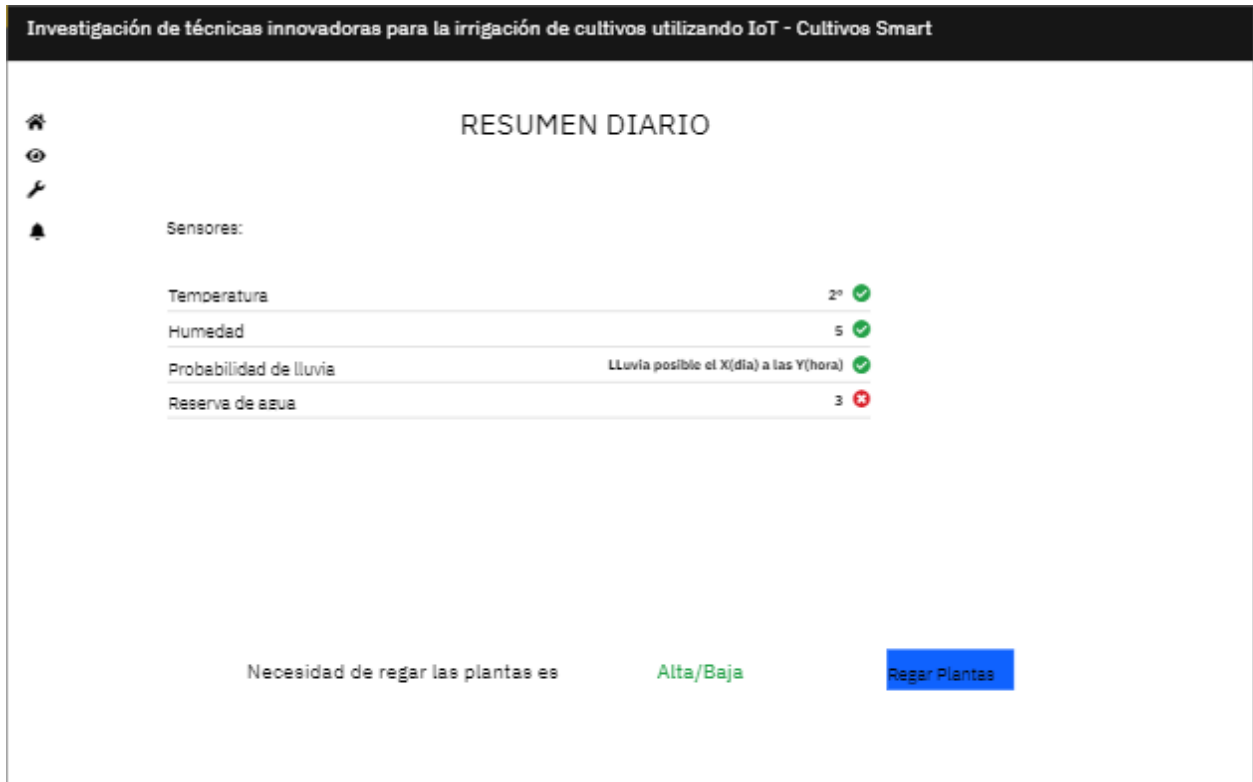 Investigación de técnicas innovadoras para la irrigación de cultivos utilizando IoT - Cultivos Smart
RESUMEN DIARIO
Sensores:
Temperatura 2°
Humedad 5
Probabilidad de lluvia LLuvia posible el X(dia) a las Y(hora)
Reserva de agua 3
Necesidad de regar las plantas es Alta/Baja Regar Plantas